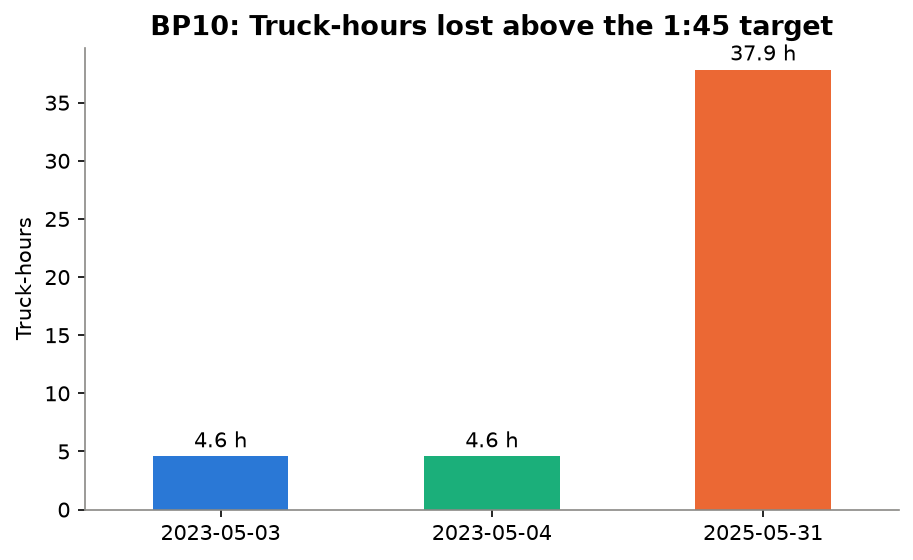 BP10: Truck-hours lost above the 1:45 target
37.9 h
35
30
25
20
15
10
5
0
Truck-hours
4.6 h
4.6 h
2023-05-03
2023-05-04
2025-05-31